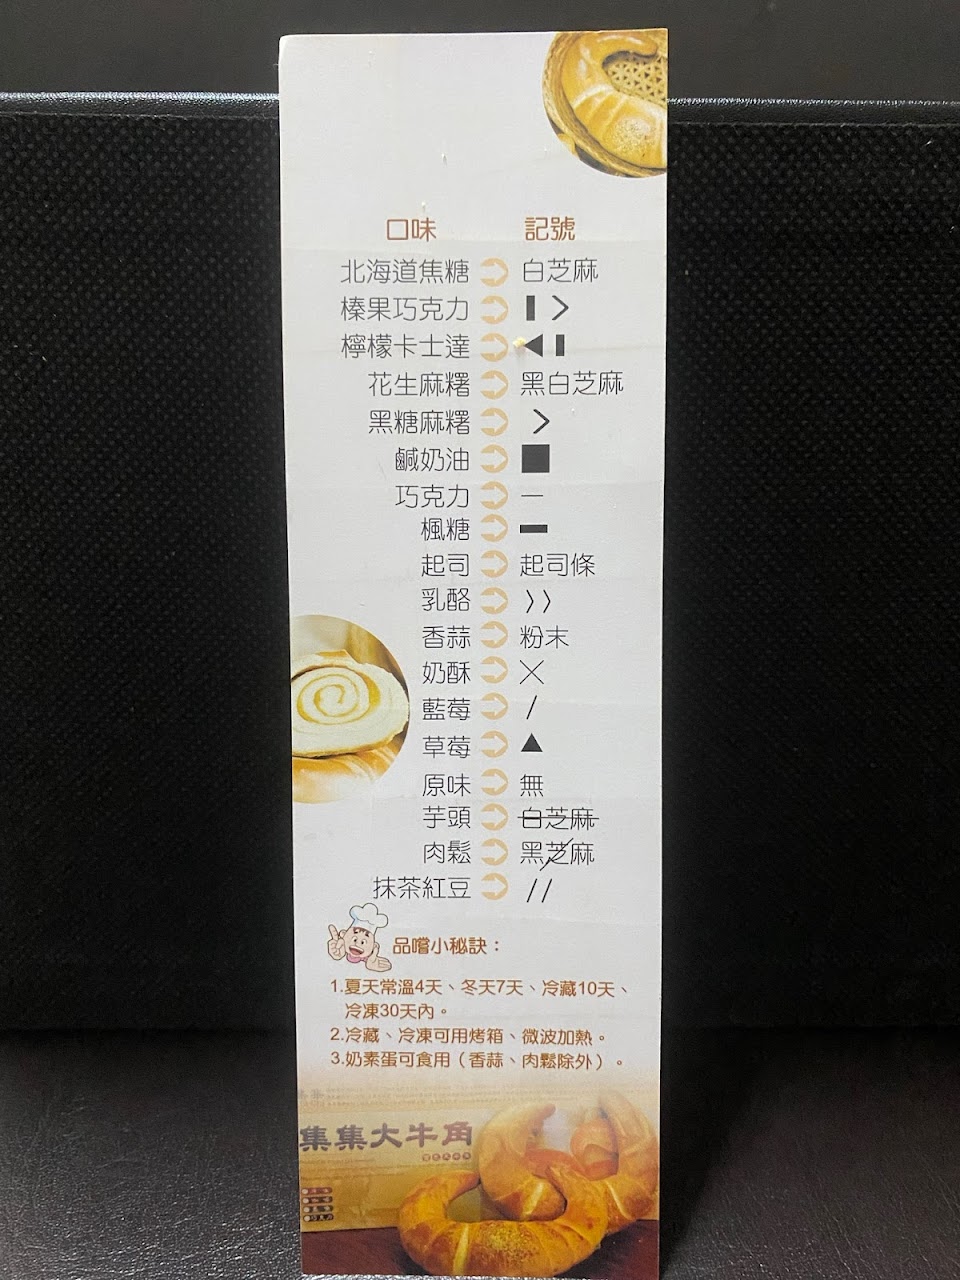 口味 記號
北海道焦糖 白芝麻
榛果巧克力 ▌>
檸檬卡士達 ◀▌
花生麻糬 黑白芝麻
黑糖麻糬 >
鹹奶油 ■
巧克力 —
楓糖 ▬
起司 起司條
乳酪 >>
香蒜 粉末
奶酥 ╳
藍莓 /
草莓 ▲
原味 無
芋頭 白芝麻
肉鬆 黑芝麻
抹茶紅豆 //
品嚐小秘訣：
1.夏天常溫4天、冬天7天、冷藏10天、
冷凍30天內。
2.冷藏、冷凍可用烤箱、微波加熱。
3.奶素蛋可食用（香蒜、肉鬆除外）。
集集大牛角